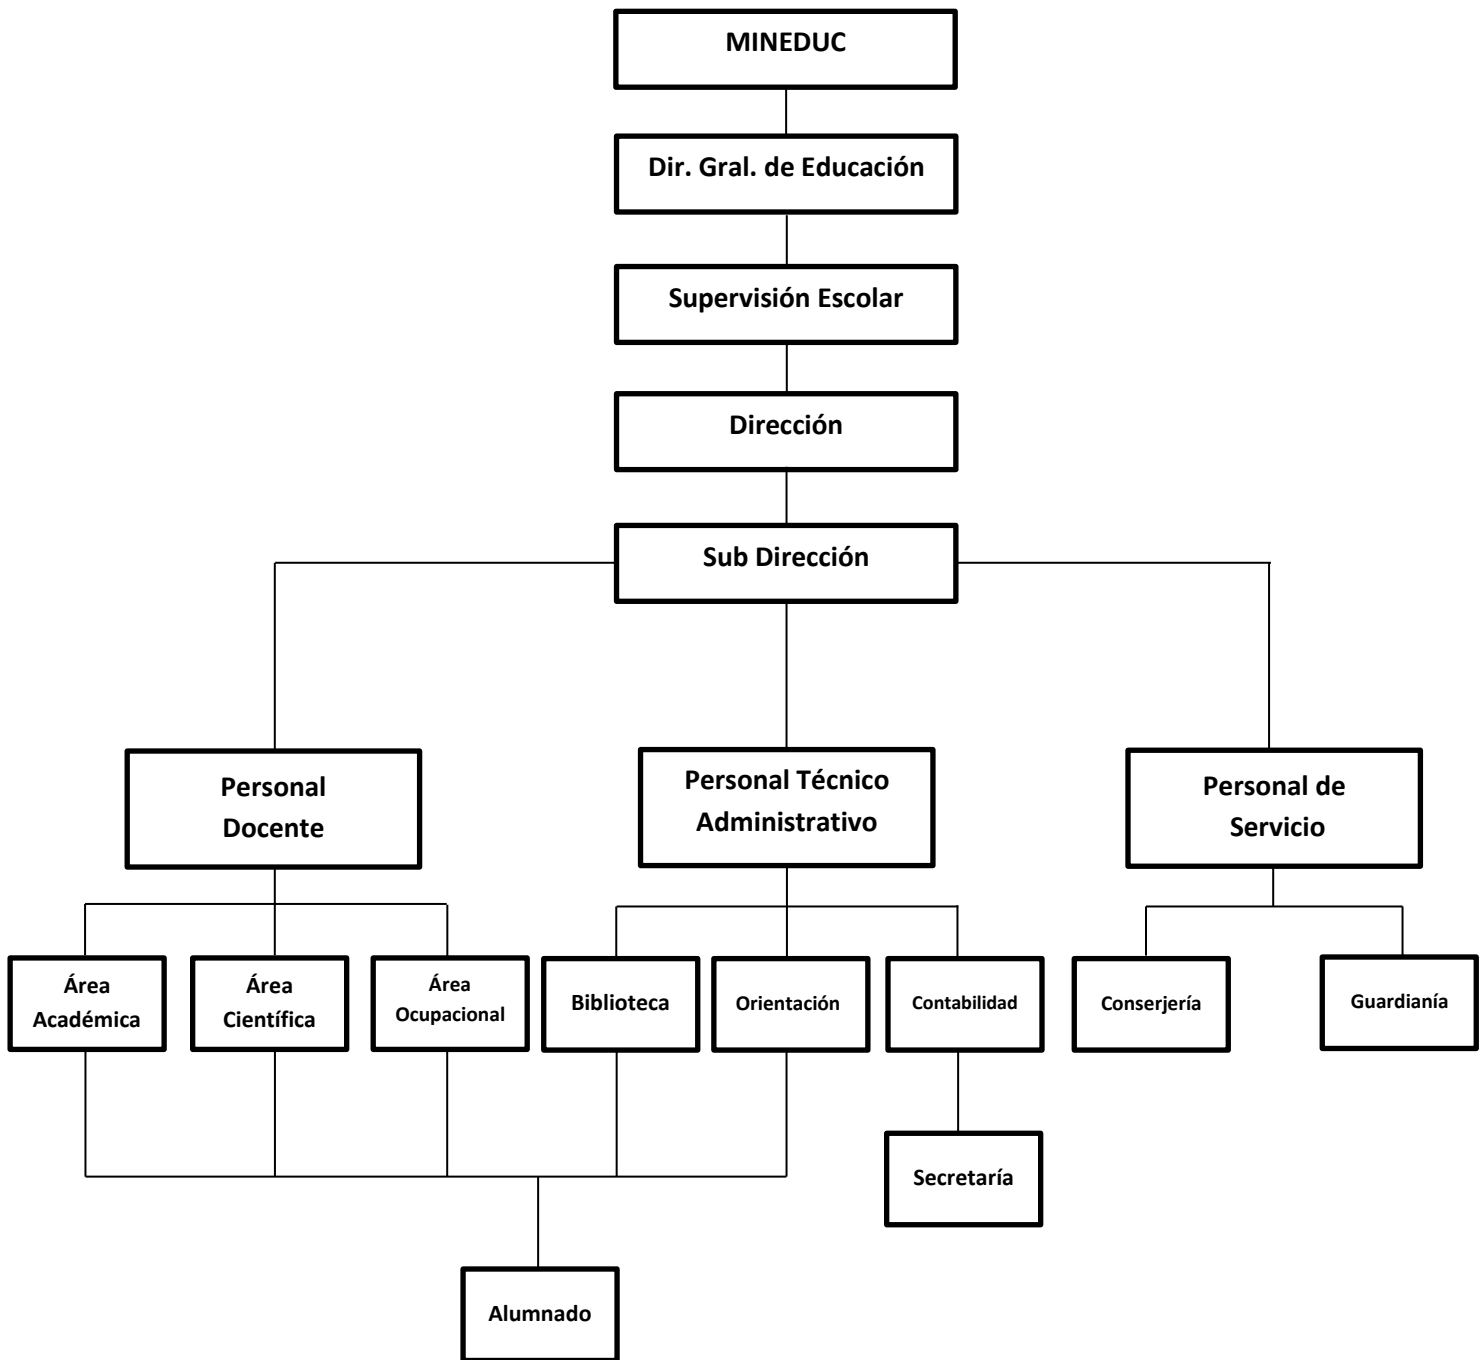 MINEDUC
Dir. Gral. de Educación
Supervisión Escolar
Dirección
Sub Dirección
Personal
Docente
Personal Técnico
Administrativo
Personal de
Servicio
Área
Académica
Área
Científica
Área
Ocupacional
Biblioteca
Orientación
Contabilidad
Conserjería
Guardianía
Secretaría
Alumnado